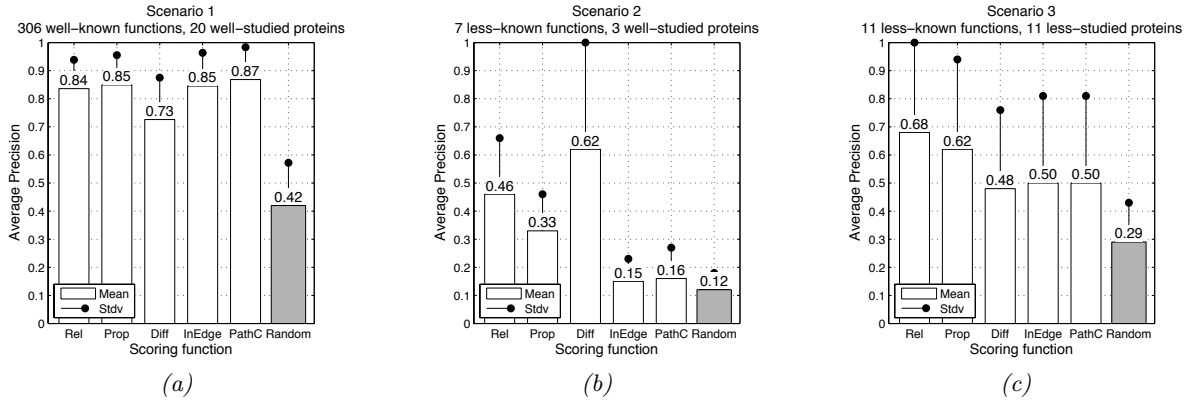 Scenario 1
306 well-known functions, 20 well-studied proteins
1
0.9
0.8
0.7
0.6
0.5
0.4
0.3
0.2
0.1
0
Average Precision
0.84
0.85
0.73
0.85
0.87
0.42
Mean
Stdv
Rel Prop Diff InEdge PathC Random
Scoring function
(a)
Scenario 2
7 less-known functions, 3 well-studied proteins
1
0.9
0.8
0.7
0.6
0.5
0.4
0.3
0.2
0.1
0
Average Precision
0.46
0.33
0.62
0.15
0.16
0.12
Mean
Stdv
Rel Prop Diff InEdge PathC Random
Scoring function
(b)
Scenario 3
11 less-known functions, 11 less-studied proteins
1
0.9
0.8
0.7
0.6
0.5
0.4
0.3
0.2
0.1
0
Average Precision
0.68
0.62
0.48
0.50
0.50
0.29
Mean
Stdv
Rel Prop Diff InEdge PathC Random
Scoring function
(c)